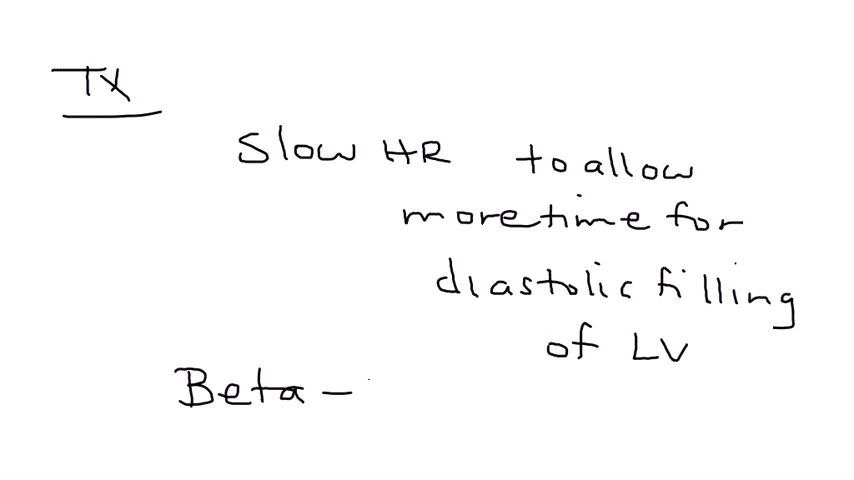 Tx
Slow HR to allow
more time for
diastolic filling
of LV
Beta -